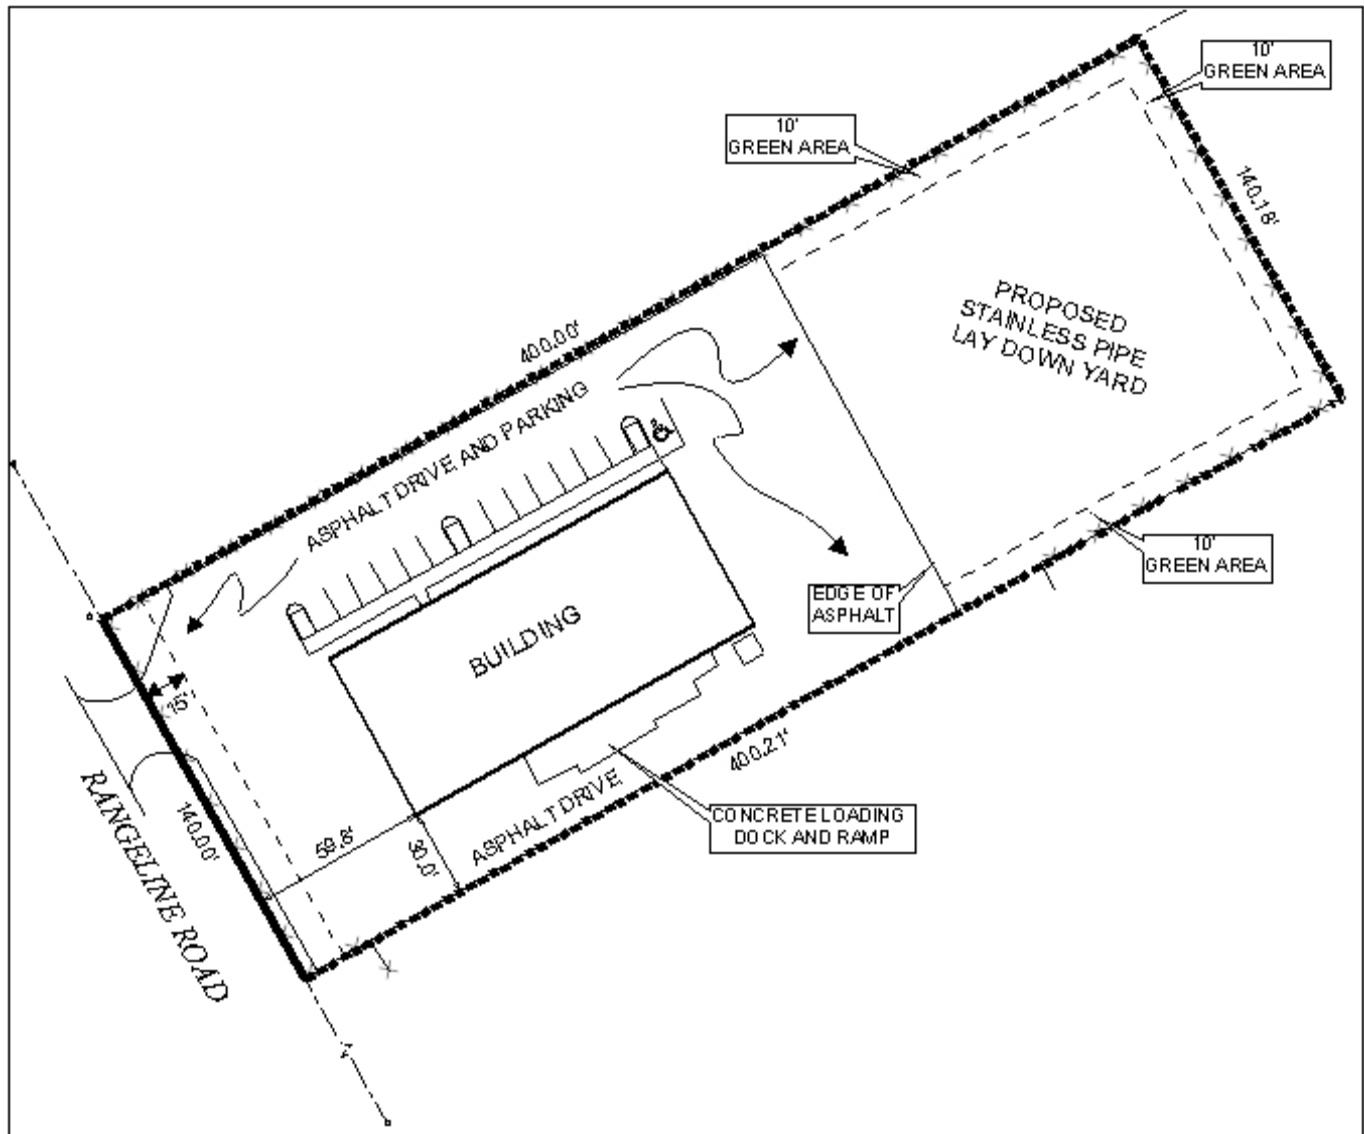 10'
GREEN AREA
10'
GREEN AREA
140.18'
PROPOSED
STAINLESS PIPE
LAY DOWN YARD
400.00'
ASPHALT DRIVE AND PARKING
10'
GREEN AREA
EDGE OF
ASPHALT
BUILDING
15'
400.21'
RANGELINE ROAD
140.00'
59.8'
30.0'
ASPHALT DRIVE
CONCRETE LOADING
DOCK AND RAMP